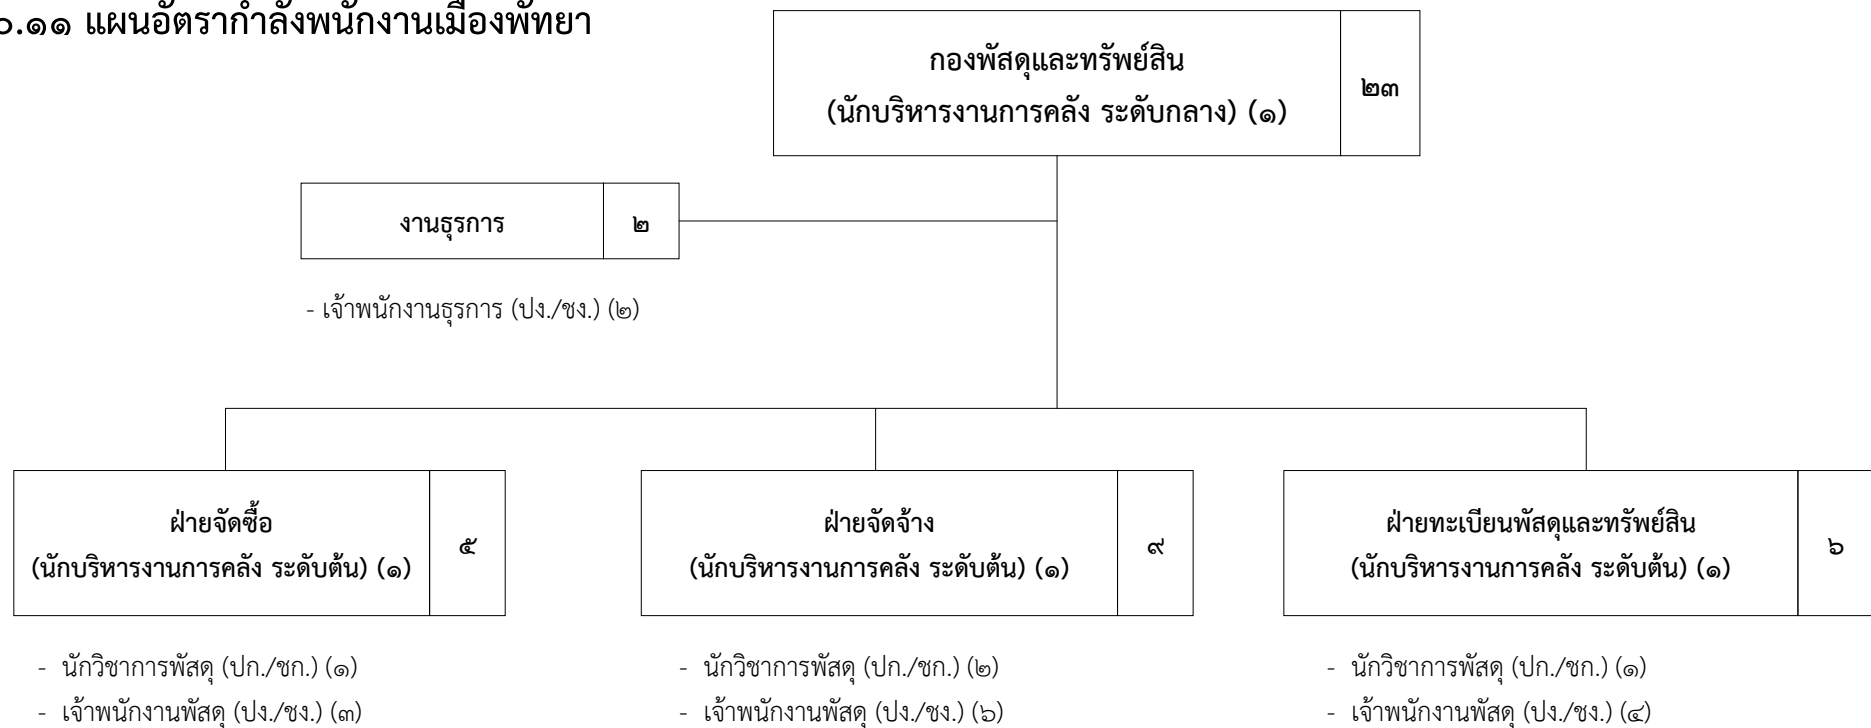 ๐.๑๑ แผนอัตรากำลังพนักงานเมืองพัทยา
กองพัสดุและทรัพย์สิน
(นักบริหารงานการคลัง ระดับกลาง) (๑)
๒๓
งานธุรการ
๒
- เจ้าพนักงานธุรการ (ปง./ชง.) (๒)
ฝ่ายจัดซื้อ
(นักบริหารงานการคลัง ระดับต้น) (๑)
๕
ฝ่ายจัดจ้าง
(นักบริหารงานการคลัง ระดับต้น) (๑)
๙
ฝ่ายทะเบียนพัสดุและทรัพย์สิน
(นักบริหารงานการคลัง ระดับต้น) (๑)
๖
- นักวิชาการพัสดุ (ปก./ชก.) (๑)
- เจ้าพนักงานพัสดุ (ปง./ชง.) (๓)
- นักวิชาการพัสดุ (ปก./ชก.) (๒)
- เจ้าพนักงานพัสดุ (ปง./ชง.) (๖)
- นักวิชาการพัสดุ (ปก./ชก.) (๑)
- เจ้าพนักงานพัสดุ (ปง./ชง.) (๔)